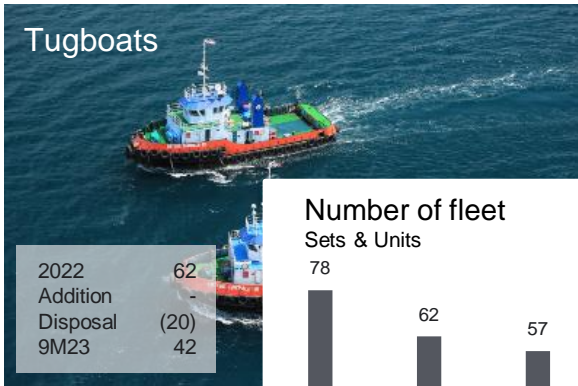 Tugboats
Number of fleet
Sets & Units
78
62
57
2022 62
Addition -
Disposal (20)
9M23 42